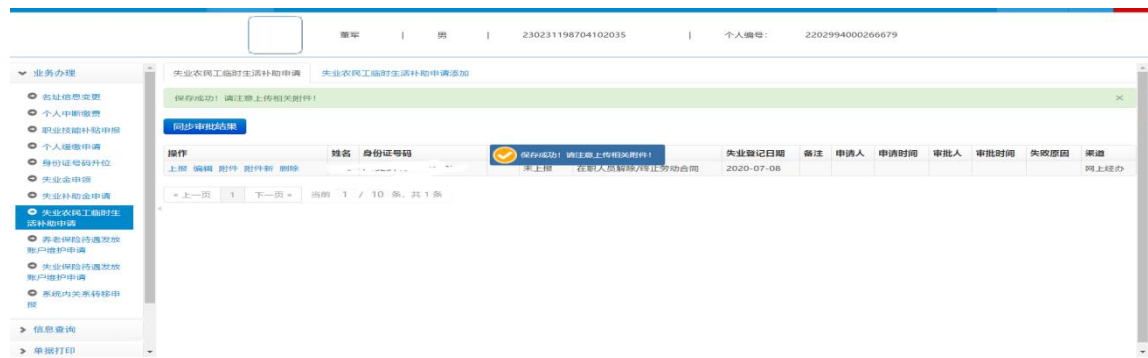 董军 | 男 | 230231198704102035 | 个人编号: 2202994000266679
业务办理
名址信息变更
个人中断缴费
职业技能补贴申报
个人缓缴申请
身份证号码升位
失业金申领
失业补助金申请
失业农民工临时生
活补助申请
养老保险待遇发放
账户维护申请
失业保险待遇发放
账户维护申请
系统内关系转移申
报
信息查询
单据打印
失业农民工临时生活补助申请 失业农民工临时生活补助申请添加
保存成功! 请注意上传相关附件! ×
同步审批结果
操作 姓名 身份证号码 失业登记日期 备注 申请人 申请时间 审批人 审批时间 失败原因 渠道
保存成功! 请注意上传相关附件!
上报 编辑 附件 附件新 删除 未上报 在职人员解除/终止劳动合同 2020-07-08 网上经办
« 上一页 1 下一页 » 当前 1 / 10 条, 共 1 条